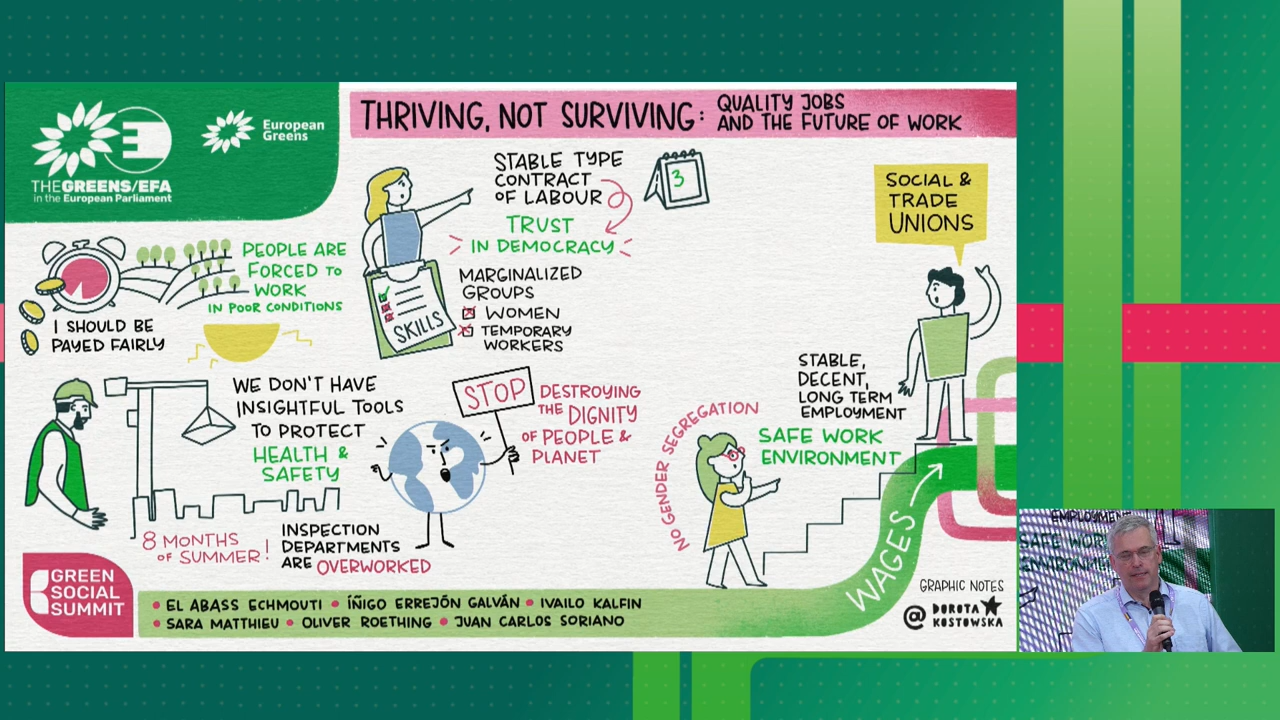 THE GREENS/EFA
in the European Parliament
European
Greens
THRIVING, NOT SURVIVING:
QUALITY JOBS
AND THE FUTURE OF WORK
STABLE TYPE
CONTRACT
OF LABOUR
TRUST
IN DEMOCRACY
3
SOCIAL &
TRADE
UNIONS
PEOPLE ARE
FORCED TO
WORK
IN POOR CONDITIONS
I SHOULD BE
PAYED FAIRLY
MARGINALIZED
GROUPS
WOMEN
TEMPORARY
WORKERS
SKILLS
WE DON'T HAVE
INSIGHTFUL TOOLS
TO PROTECT
HEALTH &
SAFETY
STOP
DESTROYING
THE DIGNITY
OF PEOPLE &
PLANET
STABLE,
DECENT,
LONG TERM
EMPLOYMENT
NO GENDER SEGREGATION
SAFE WORK
ENVIRONMENT
WAGES
8 MONTHS
OF SUMMER!
INSPECTION
DEPARTMENTS
ARE OVERWORKED
GREEN
SOCIAL
SUMMIT
• EL ABASS ECHMOUTI • ÍÑIGO ERREJÓN GALVÁN • IVAILO KALFIN
• SARA MATTHIEU • OLIVER ROETHING • JUAN CARLOS SORIANO
GRAPHIC NOTES
@ DOROTA
KOSTOWSKA
EMPLOYMENT
SAFE WOR